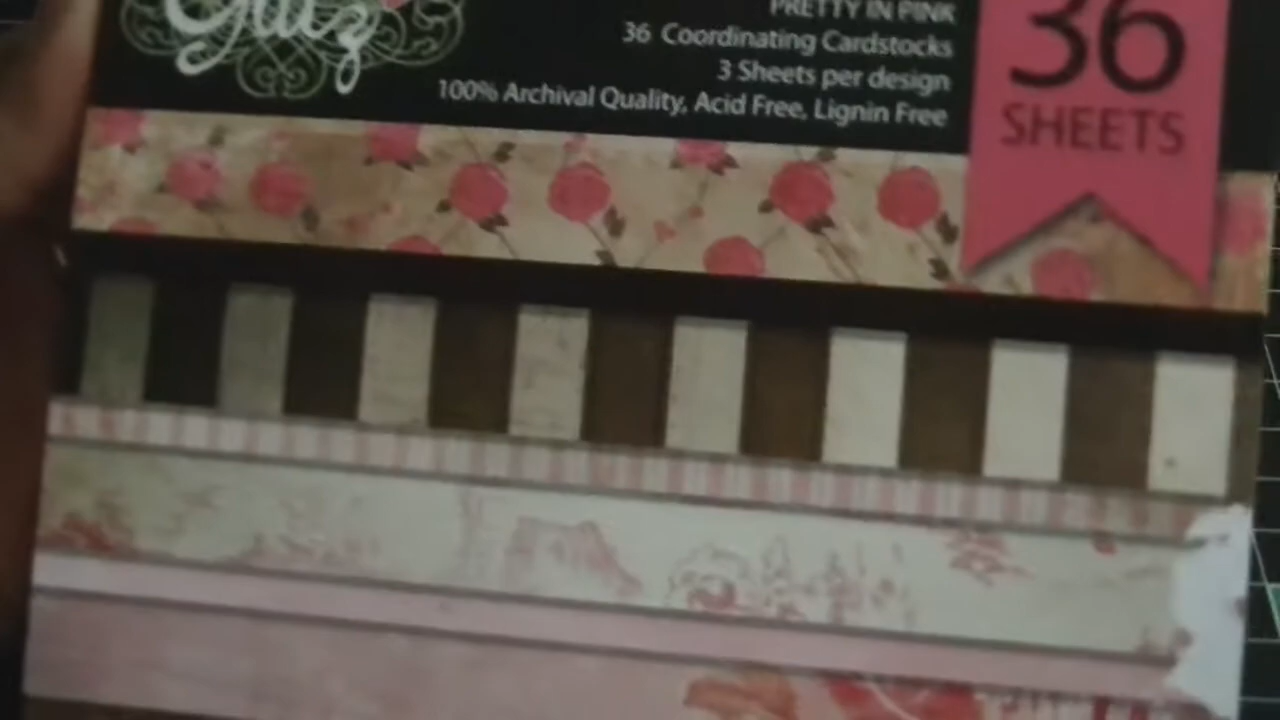 Glitz
PRETTY IN PINK
36 Coordinating Cardstocks
3 Sheets per design
100% Archival Quality, Acid Free, Lignin Free
36
SHEETS